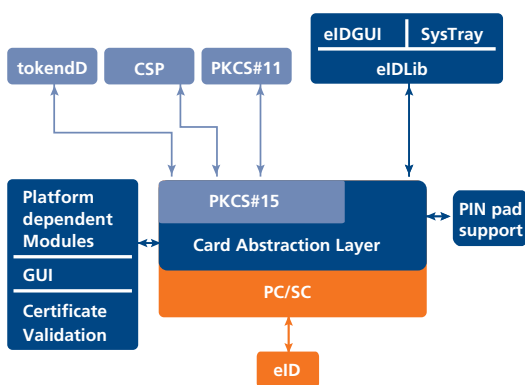 eIDGUI
SysTray
eIDLib
tokendD
CSP
PKCS#11
PKCS#15
Card Abstraction Layer
PC/SC
Platform
dependent
Modules
GUI
Certificate
Validation
PIN pad
support
eID